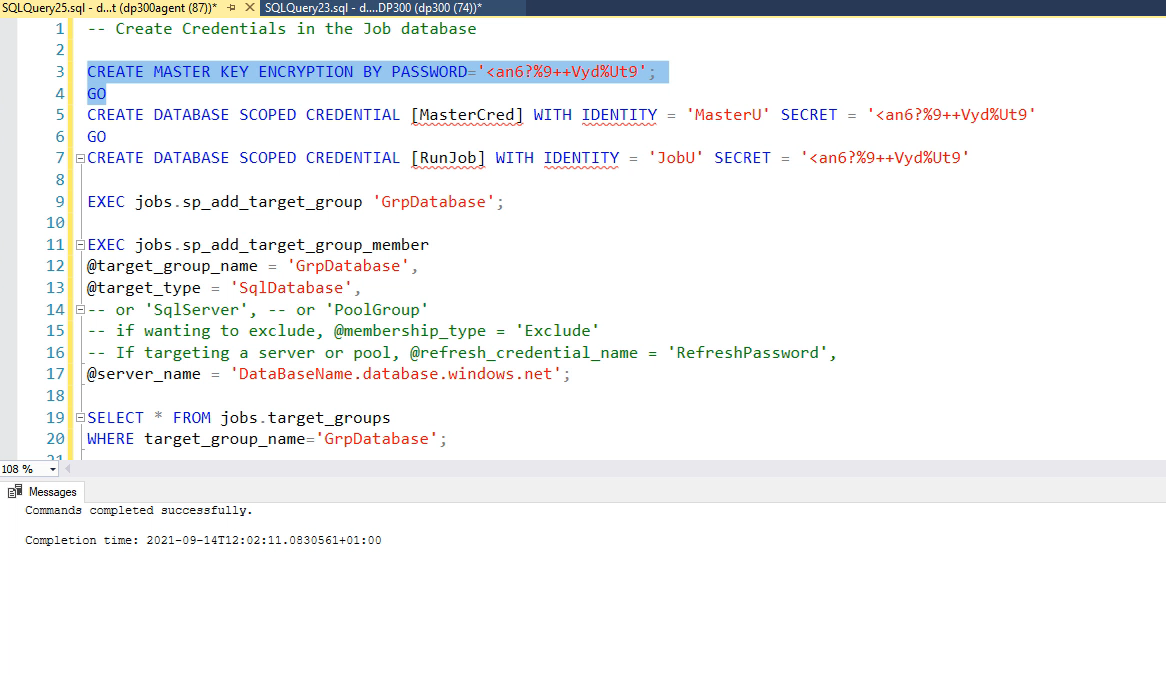 SQLQuery25.sql - d...t (dp300agent (87))* SQLQuery23.sql - d....DP300 (dp300 (74))*
1 -- Create Credentials in the Job database
2
3 CREATE MASTER KEY ENCRYPTION BY PASSWORD='<an6?%9++Vyd%Ut9';
4 GO
5 CREATE DATABASE SCOPED CREDENTIAL [MasterCred] WITH IDENTITY = 'MasterU' SECRET = '<an6?%9++Vyd%Ut9'
6 GO
7 CREATE DATABASE SCOPED CREDENTIAL [RunJob] WITH IDENTITY = 'JobU' SECRET = '<an6?%9++Vyd%Ut9'
8
9 EXEC jobs.sp_add_target_group 'GrpDatabase';
10
11 EXEC jobs.sp_add_target_group_member
12 @target_group_name = 'GrpDatabase',
13 @target_type = 'SqlDatabase',
14 -- or 'SqlServer', -- or 'PoolGroup'
15 -- if wanting to exclude, @membership_type = 'Exclude'
16 -- If targeting a server or pool, @refresh_credential_name = 'RefreshPassword',
17 @server_name = 'DataBaseName.database.windows.net';
18
19 SELECT * FROM jobs.target_groups
20 WHERE target_group_name='GrpDatabase';
21
108 %
Messages
Commands completed successfully.
Completion time: 2021-09-14T12:02:11.0830561+01:00